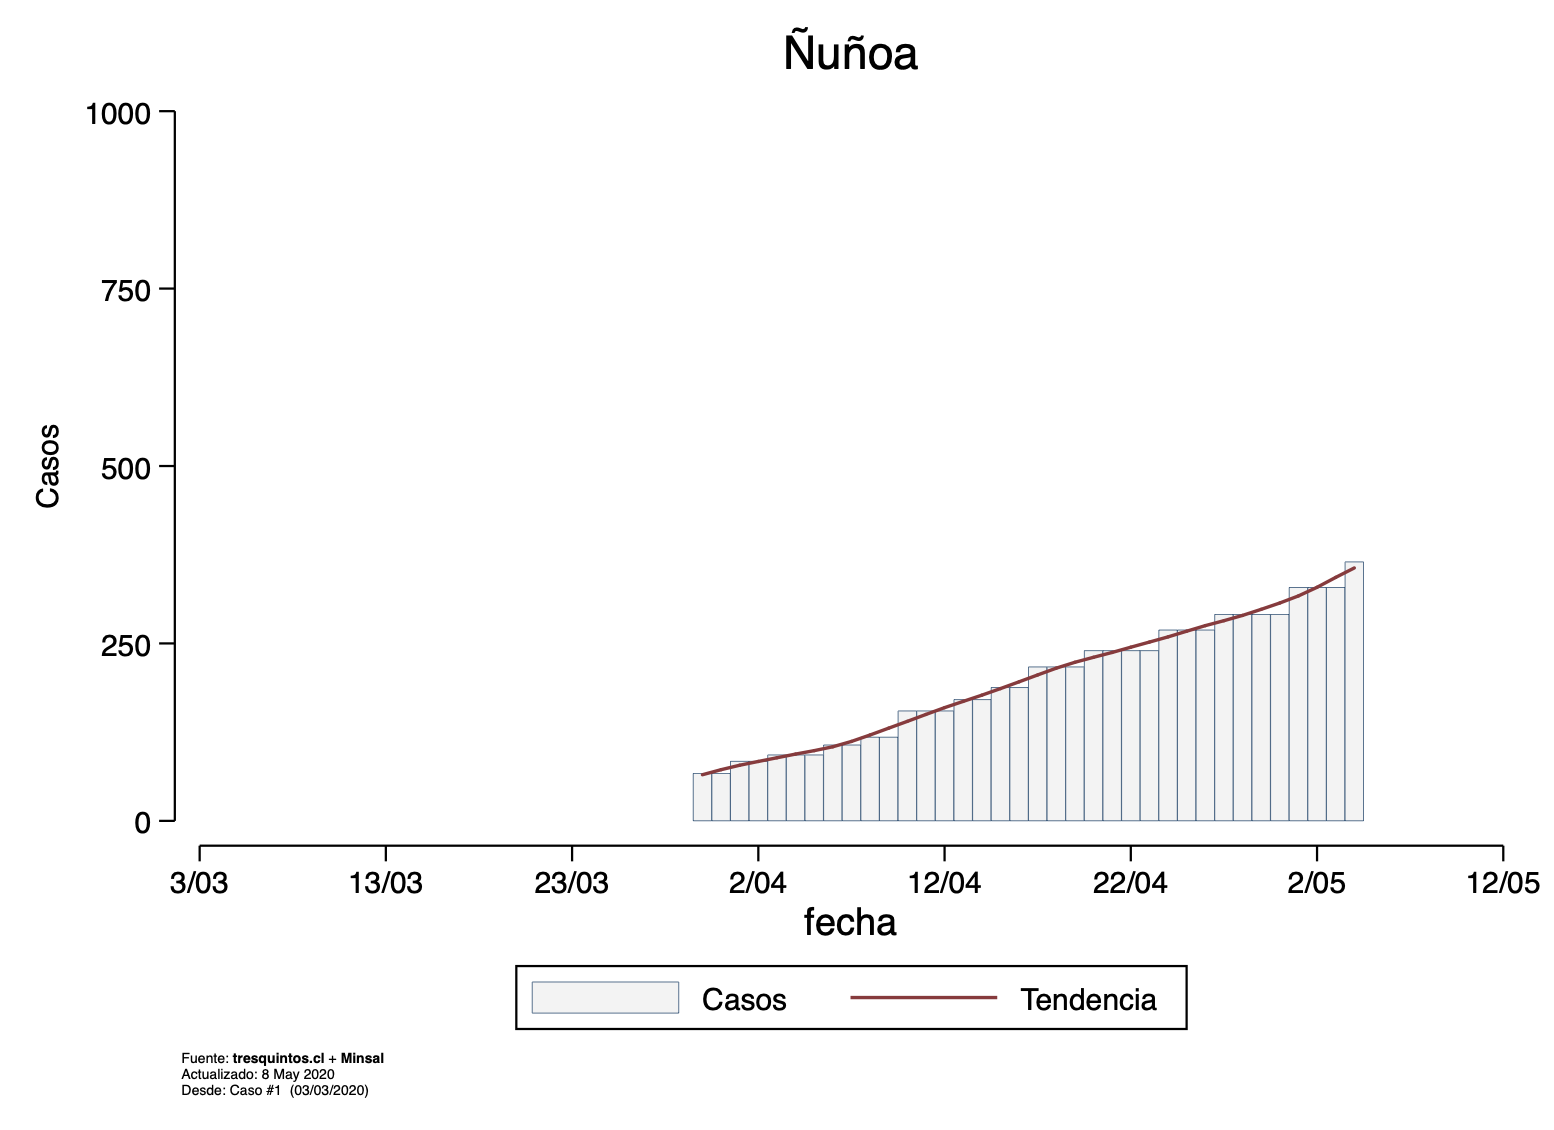 Ñuñoa
1000
750
500
250
0
Casos
3/03 13/03 23/03 2/04 12/04 22/04 2/05 12/05
fecha
Casos Tendencia
Fuente: tresquintos.cl + Minsal
Actualizado: 8 May 2020
Desde: Caso #1 (03/03/2020)